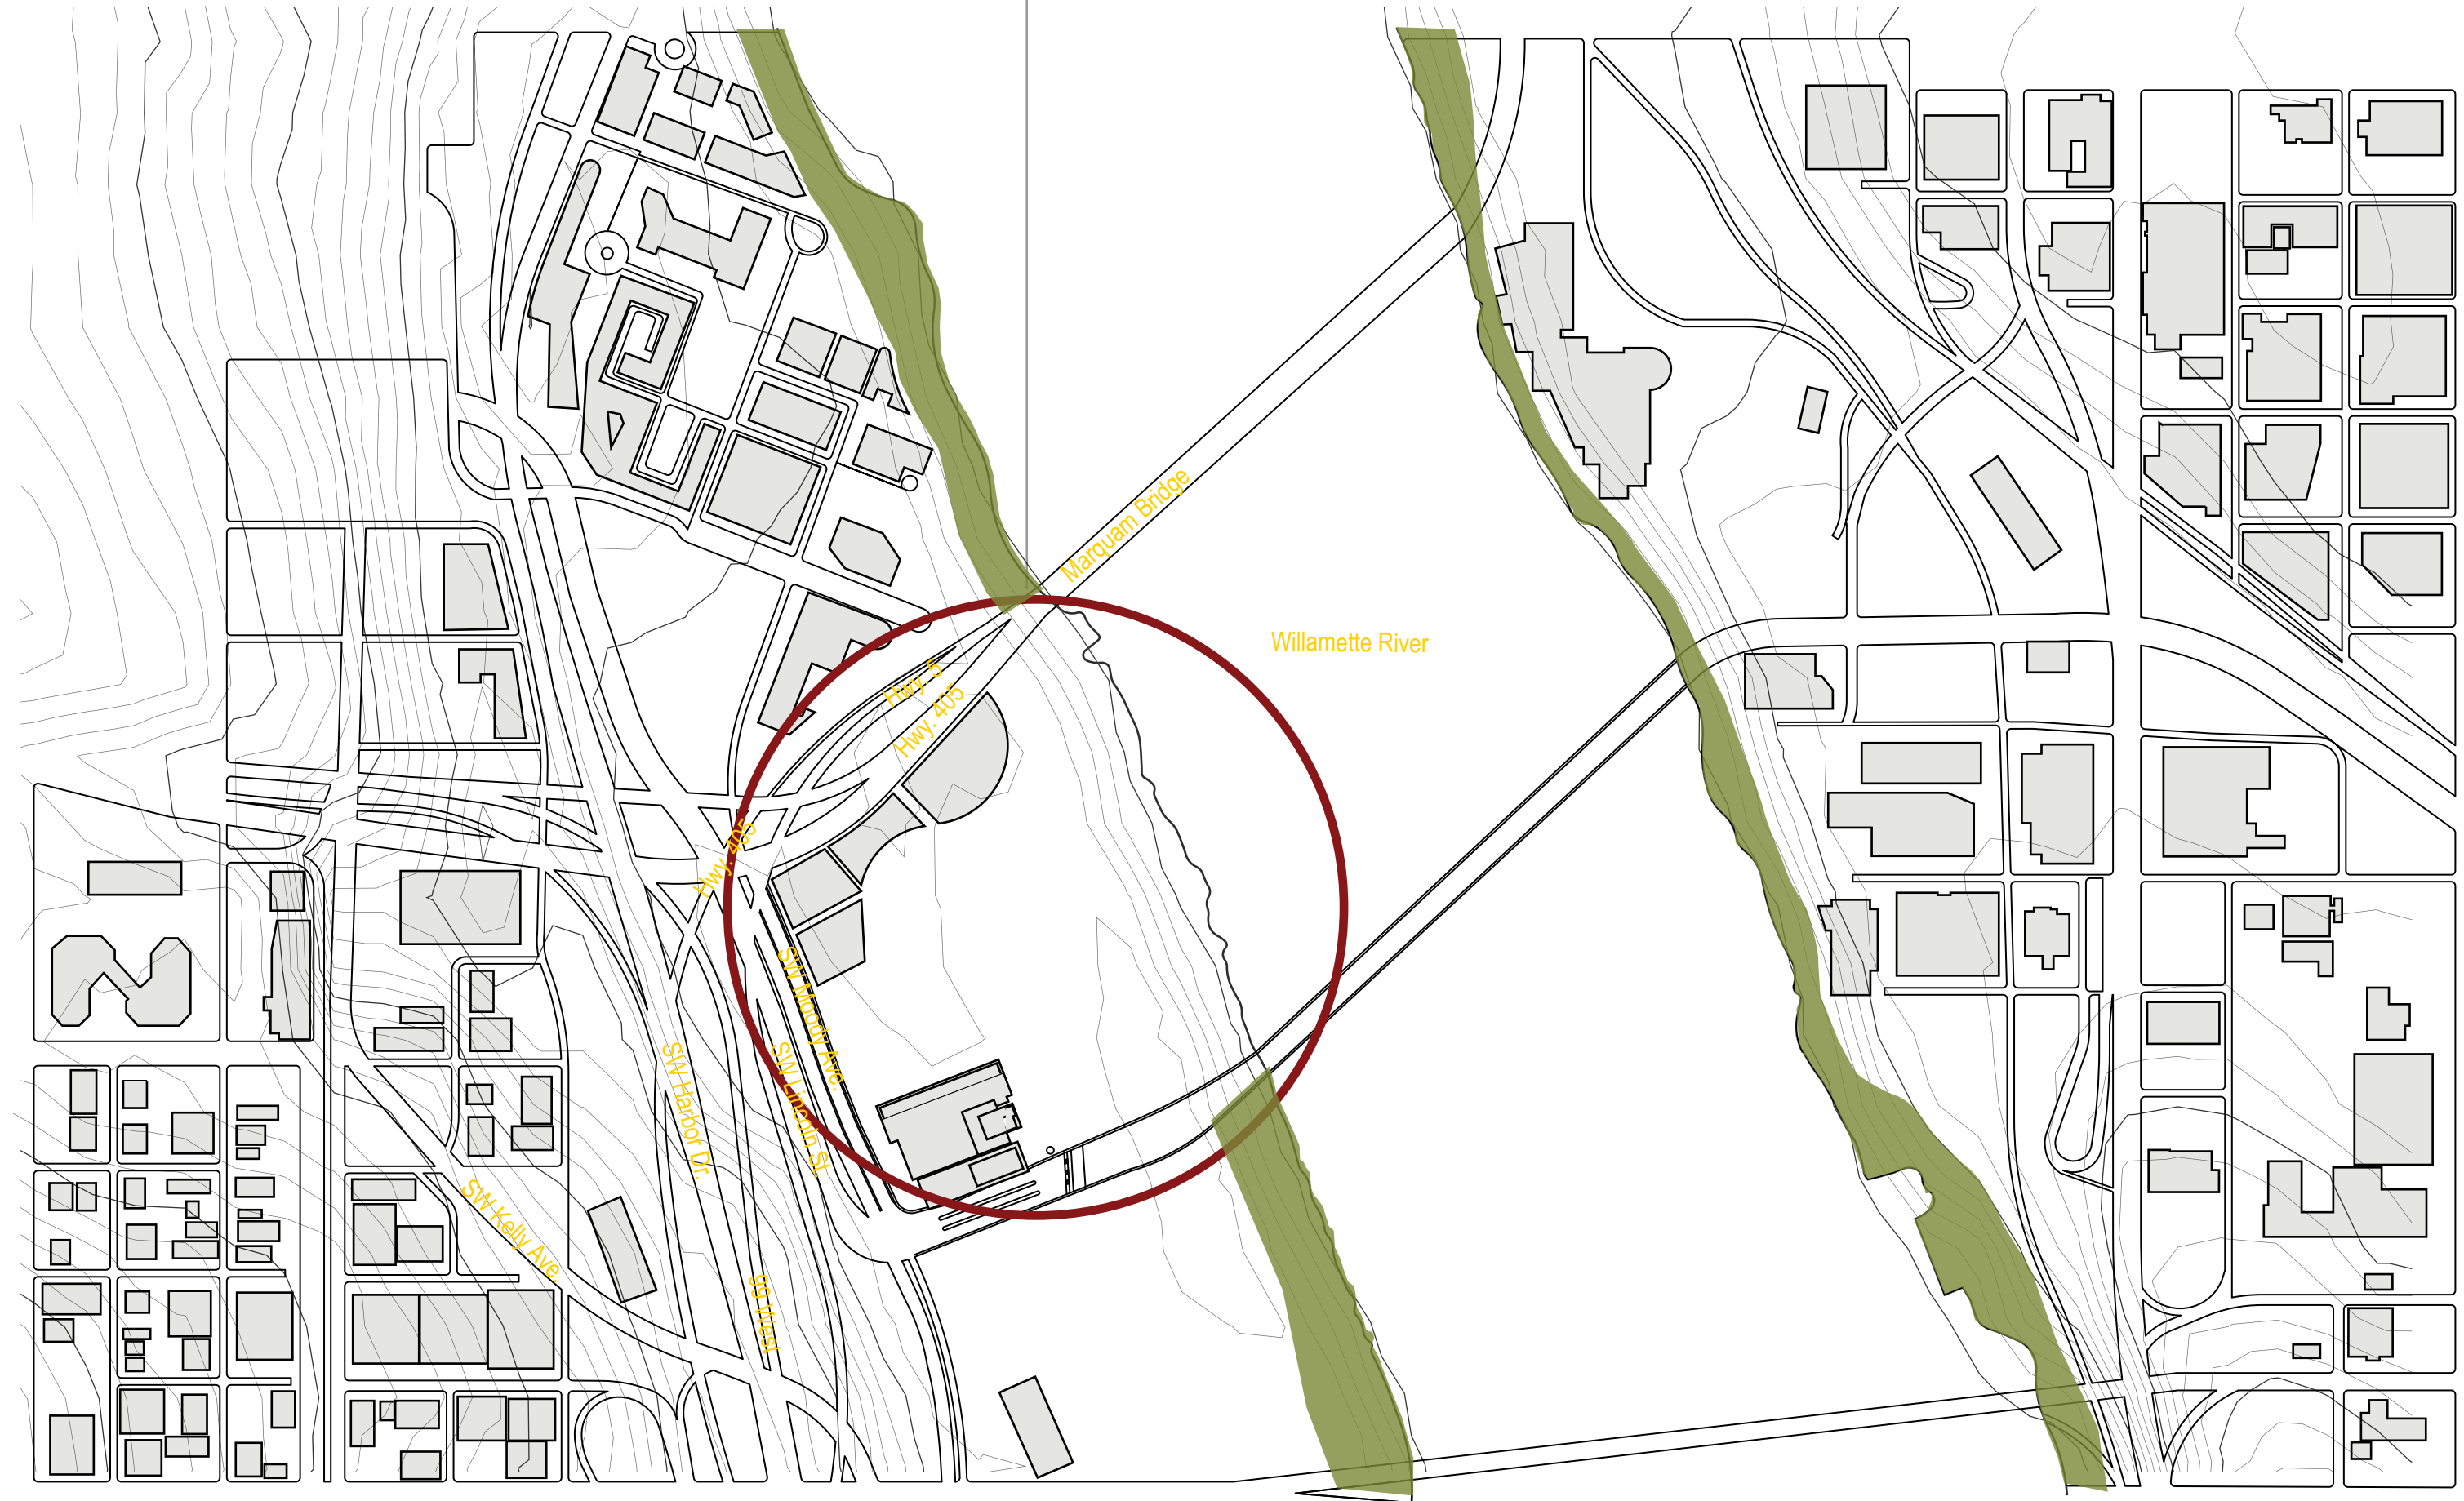 Marquam Bridge
Willamette River
Hwy. 5
Hwy. 405
Hwy. 405
SW Moody Ave.
SW Harbor Dr.
SW Lincoln St.
SW Kelly Ave.
99 West